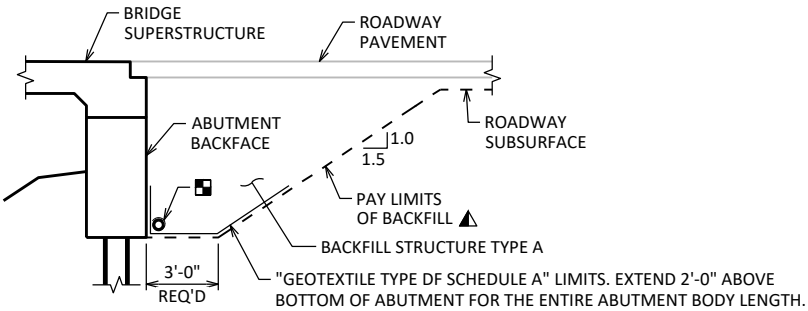 BRIDGE
SUPERSTRUCTURE
ROADWAY
PAVEMENT
ABUTMENT
BACKFACE
1.0
1.5
ROADWAY
SUBSURFACE
PAY LIMITS
OF BACKFILL
BACKFILL STRUCTURE TYPE A
3'-0"
REQ'D
"GEOTEXTILE TYPE DF SCHEDULE A" LIMITS. EXTEND 2'-0" ABOVE
BOTTOM OF ABUTMENT FOR THE ENTIRE ABUTMENT BODY LENGTH.